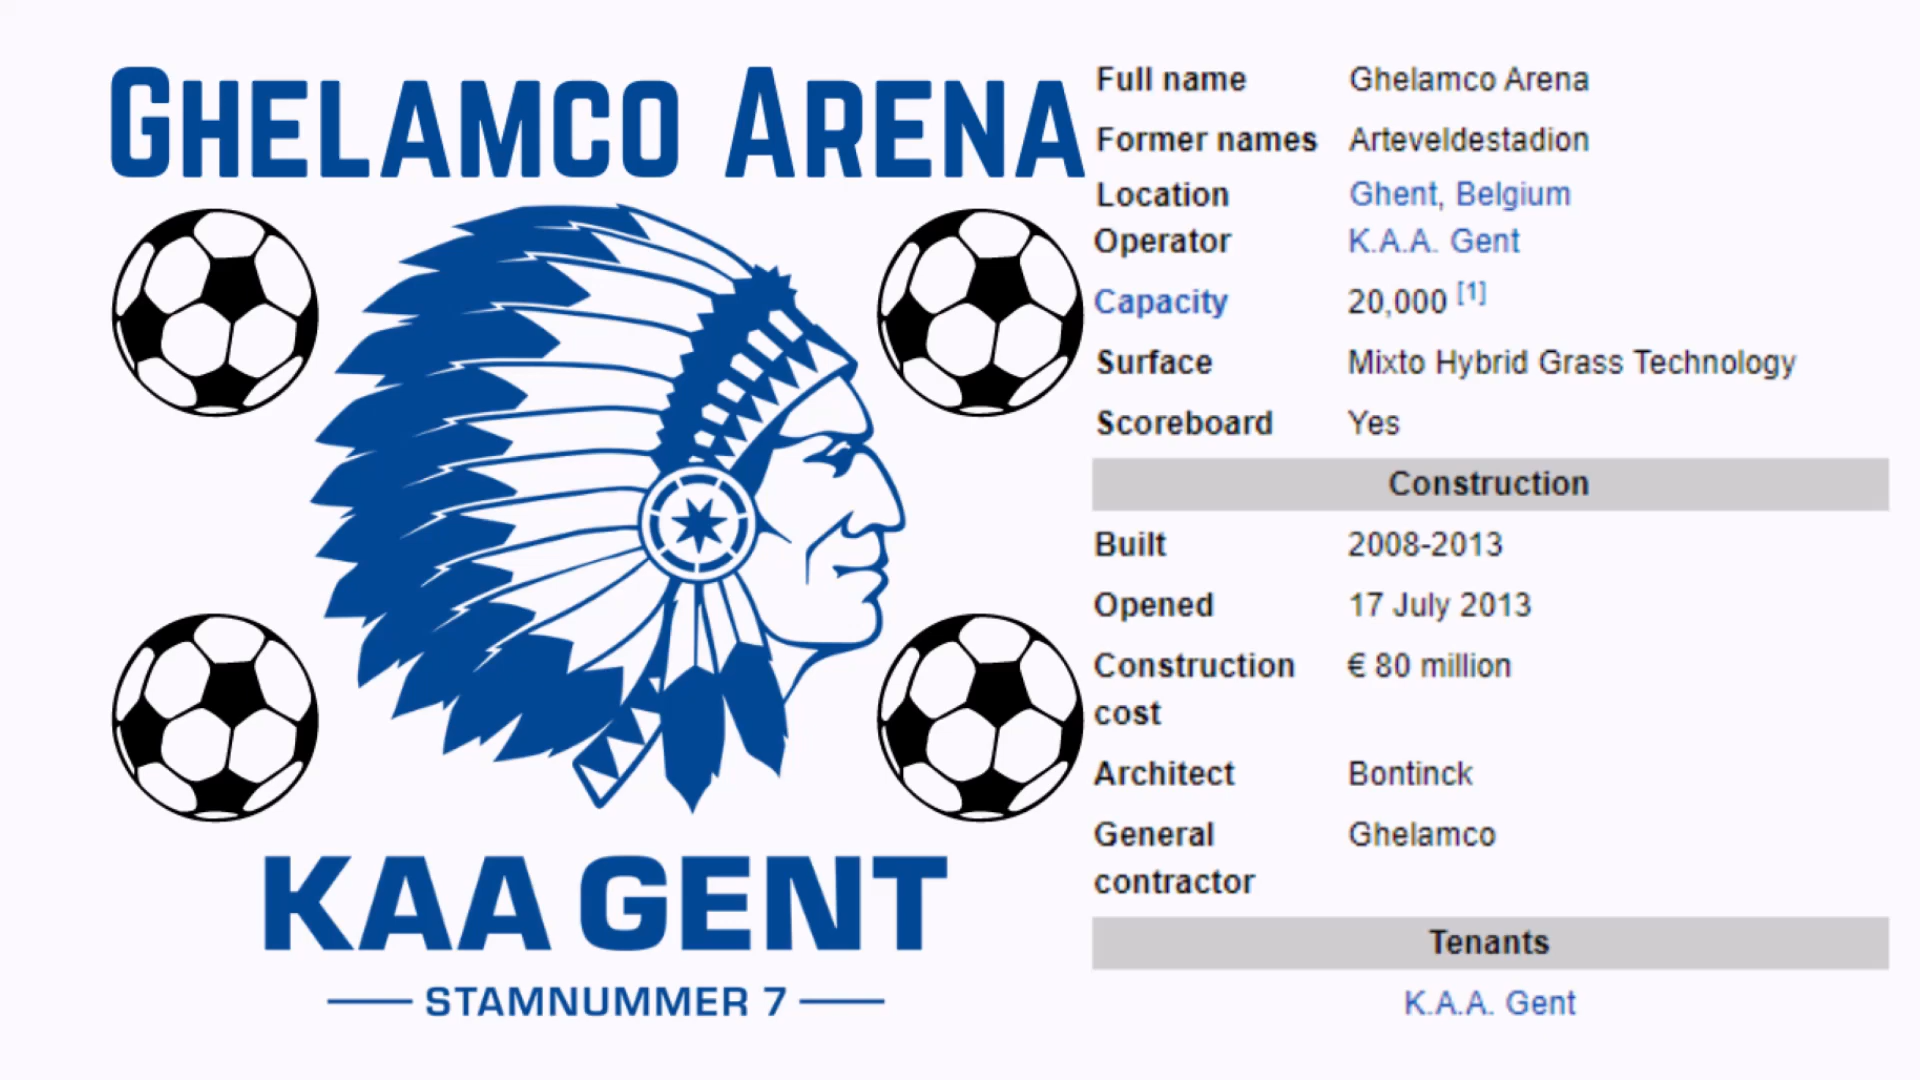 GHELAMCO ARENA
KAA GENT
STAMNUMMER 7
Full name Ghelamco Arena
Former names Arteveldestadion
Location Ghent, Belgium
Operator K.A.A. Gent
Capacity 20,000 [1]
Surface Mixto Hybrid Grass Technology
Scoreboard Yes
Construction
Built 2008-2013
Opened 17 July 2013
Construction € 80 million
cost
Architect Bontinck
General Ghelamco
contractor
Tenants
K.A.A. Gent